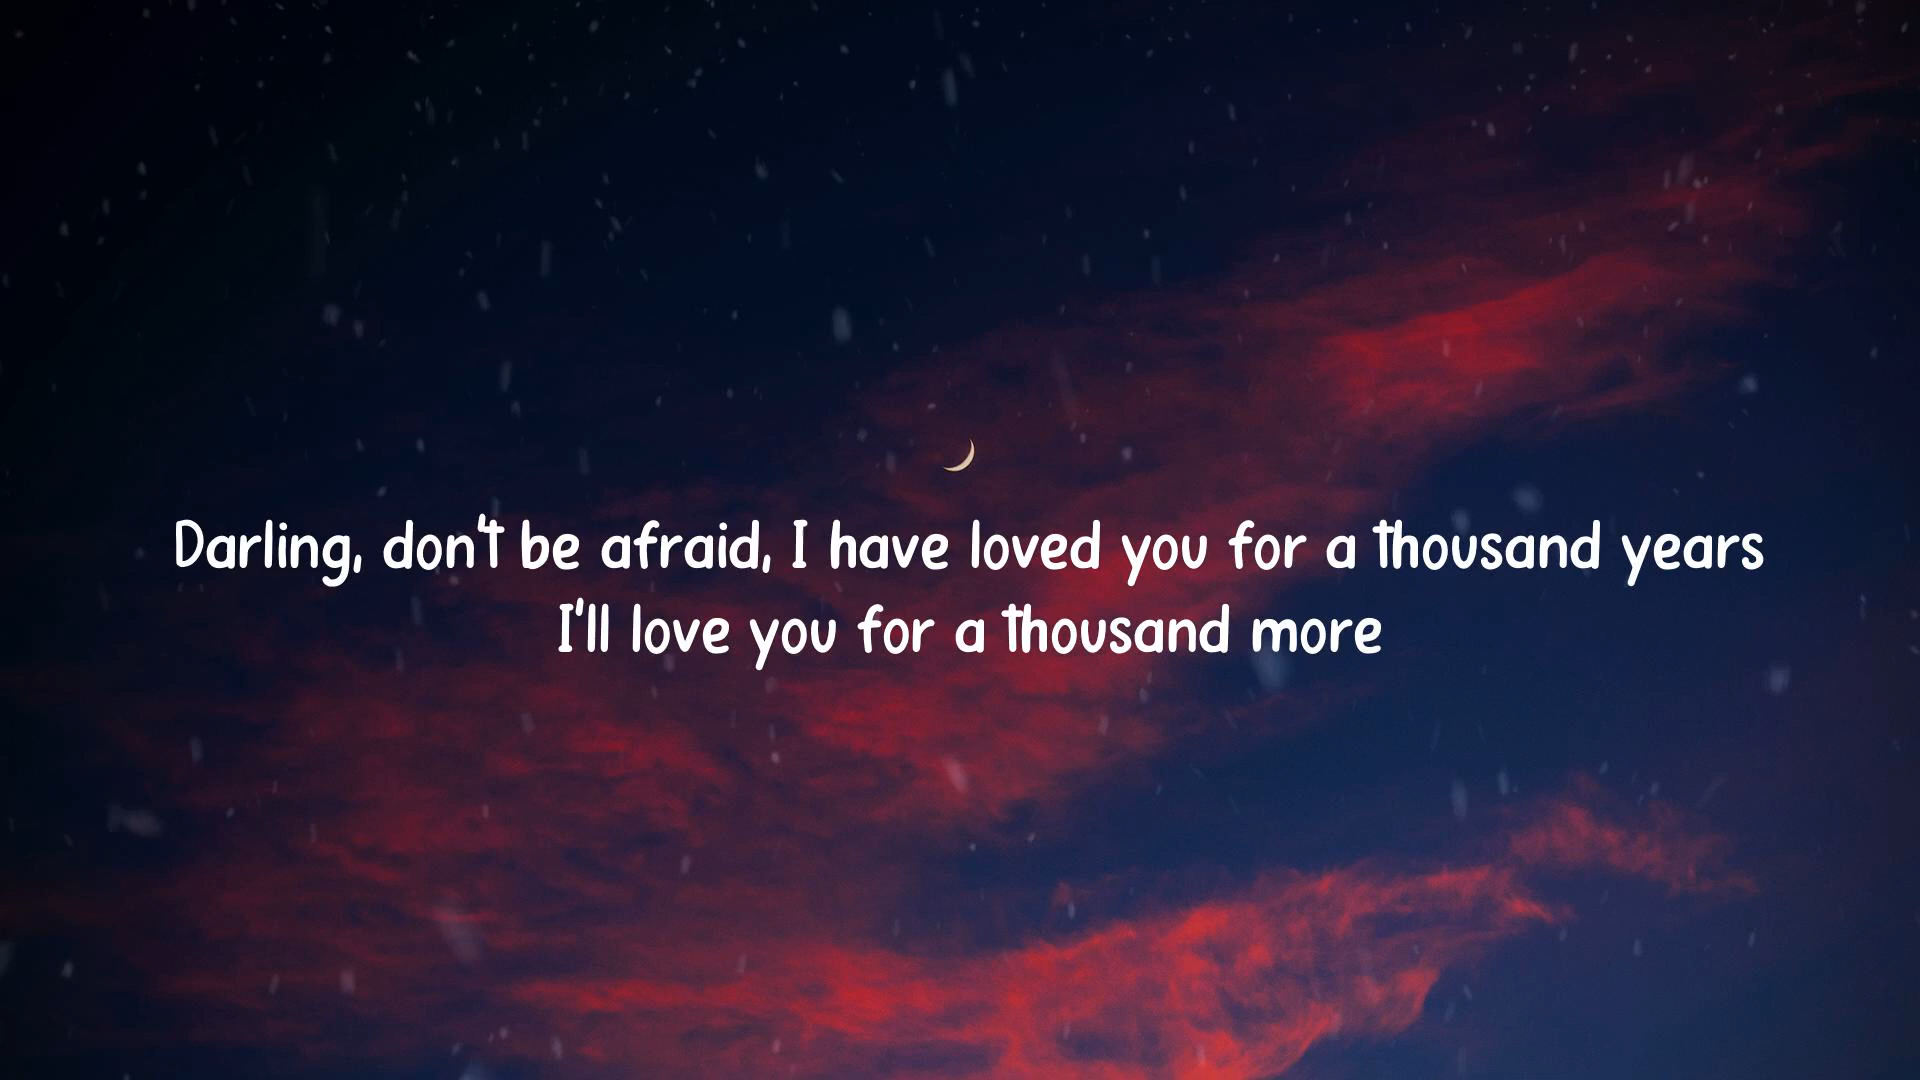 Darling, don't be afraid, I have loved you for a thousand years
I'll love you for a thousand more